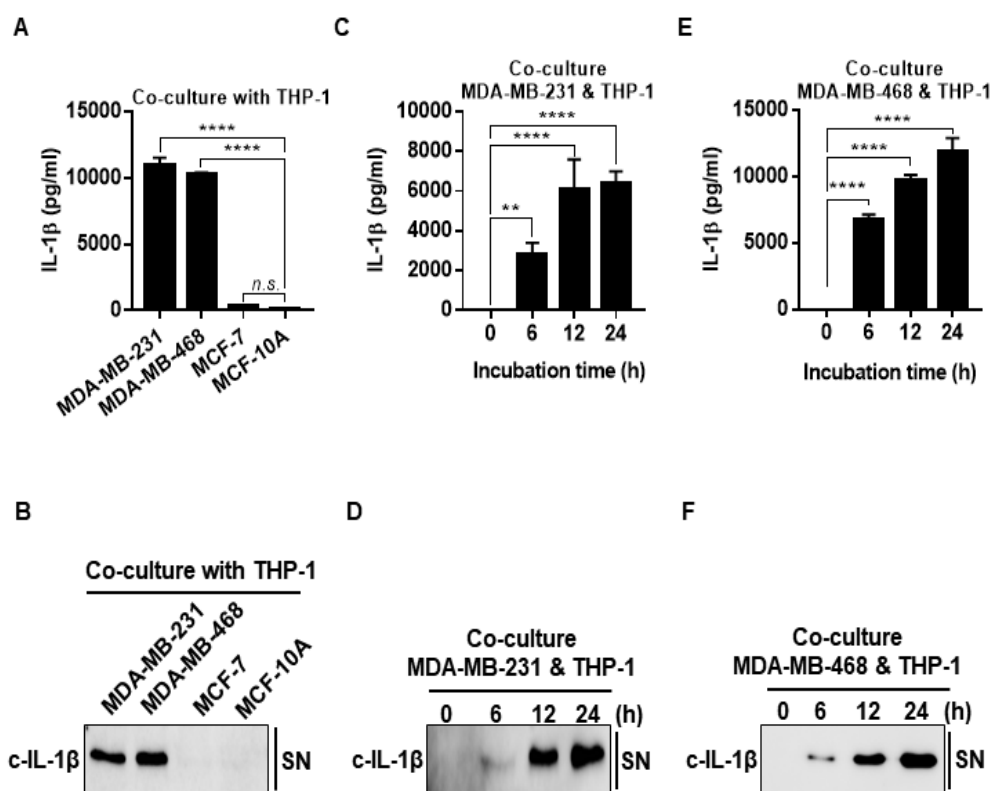 A
Co-culture with THP-1
IL-1β (pg/ml)
15000
10000
5000
0
****
****
n.s.
MDA-MB-231
MDA-MB-468
MCF-7
MCF-10A
C
Co-culture
MDA-MB-231 & THP-1
IL-1β (pg/ml)
10000
8000
6000
4000
2000
0
****
****
**
0 6 12 24
Incubation time (h)
E
Co-culture
MDA-MB-468 & THP-1
IL-1β (pg/ml)
15000
10000
5000
0
****
****
****
0 6 12 24
Incubation time (h)
B
Co-culture with THP-1
MDA-MB-231
MDA-MB-468
MCF-7
MCF-10A
c-IL-1β
SN
D
Co-culture
MDA-MB-231 & THP-1
0 6 12 24 (h)
c-IL-1β
SN
F
Co-culture
MDA-MB-468 & THP-1
0 6 12 24 (h)
c-IL-1β
SN